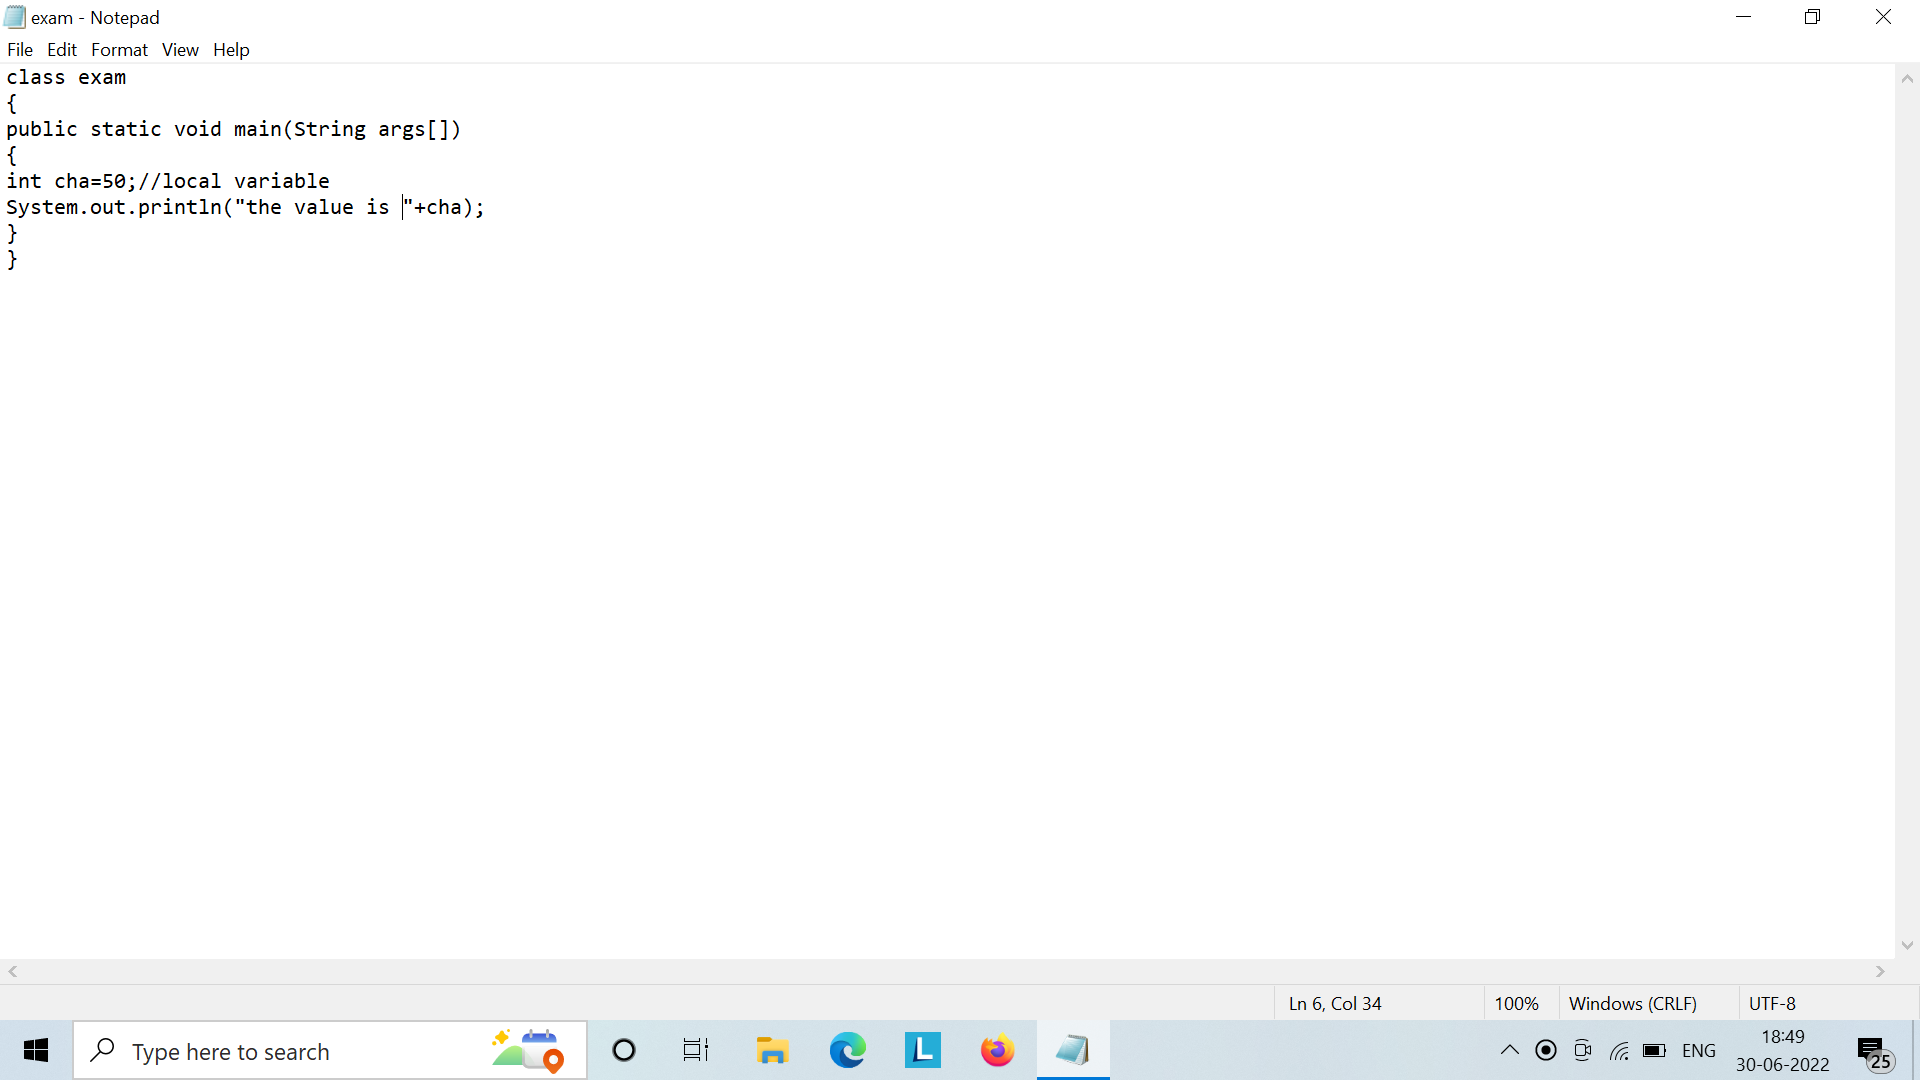 exam - Notepad
File Edit Format View Help
class exam
{
public static void main(String args[])
{
int cha=50;//local variable
System.out.println("the value is "+cha);
}
}
Ln 6, Col 34 100% Windows (CRLF) UTF-8
Type here to search L ENG 18:49 30-06-2022 25